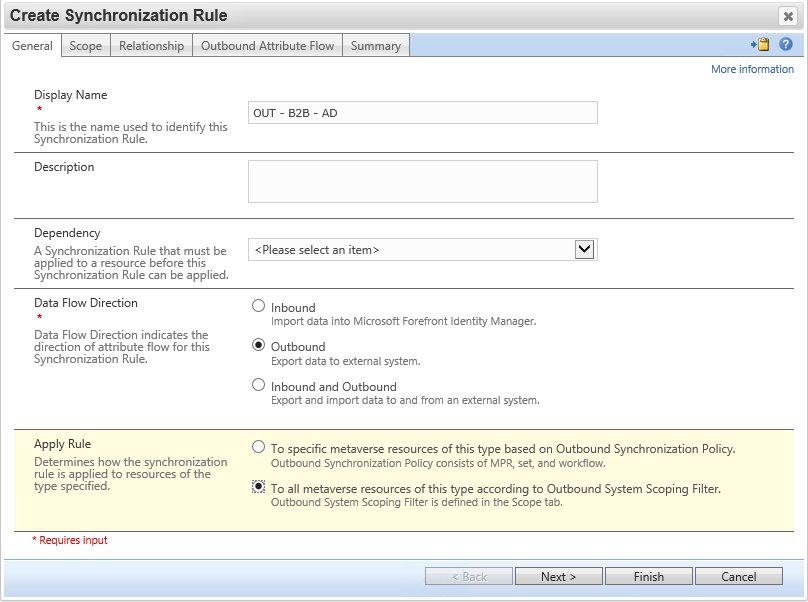 Create Synchronization Rule
General
Scope
Relationship
Outbound Attribute Flow
Summary
More information
Display Name
*
This is the name used to identify this
Synchronization Rule.
OUT - B2B - AD
Description
Dependency
A Synchronization Rule that must be
applied to a resource before this
Synchronization Rule can be applied.
<Please select an item>
Data Flow Direction
*
Data Flow Direction indicates the
direction of attribute flow for this
Synchronization Rule.
Inbound
Import data into Microsoft Forefront Identity Manager.
Outbound
Export data to external system.
Inbound and Outbound
Export and import data to and from an external system.
Apply Rule
Determines how the synchronization
rule is applied to resources of the
type specified.
To specific metaverse resources of this type based on Outbound Synchronization Policy.
Outbound Synchronization Policy consists of MPR, set, and workflow.
To all metaverse resources of this type according to Outbound System Scoping Filter.
Outbound System Scoping Filter is defined in the Scope tab.
* Requires input
< Back
Next >
Finish
Cancel